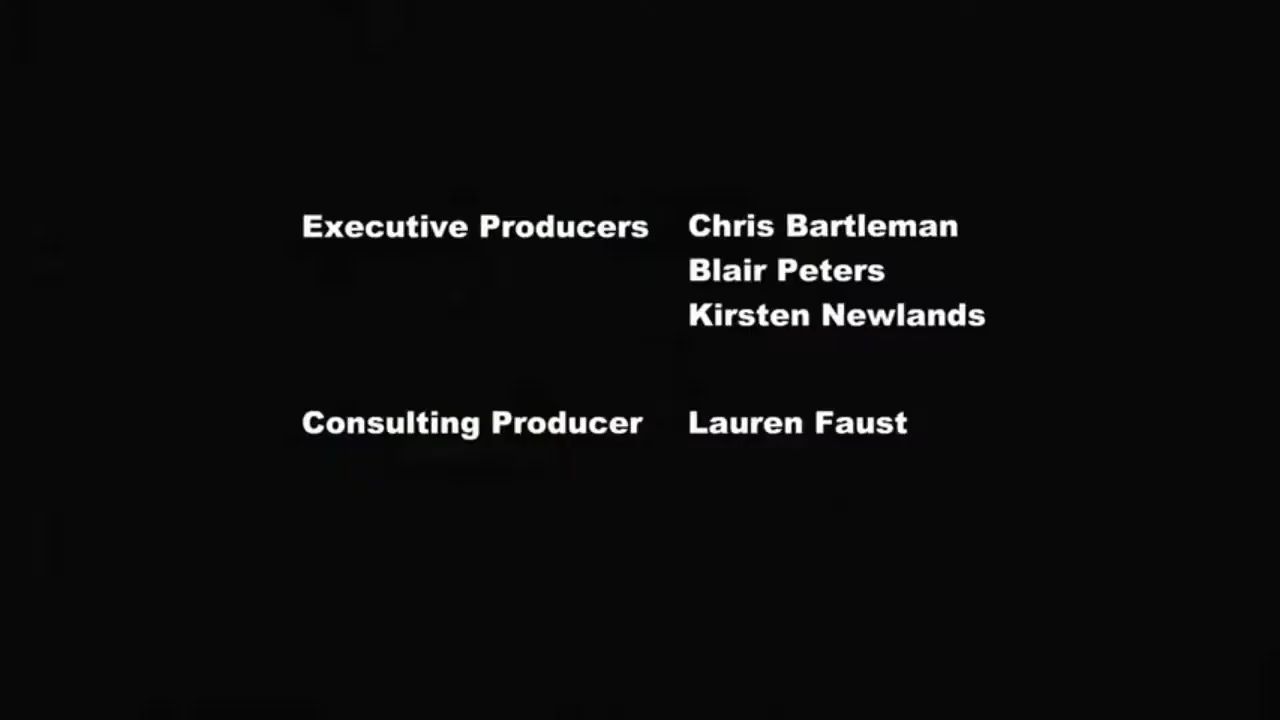 Executive Producers Chris Bartleman
Blair Peters
Kirsten Newlands
Consulting Producer Lauren Faust